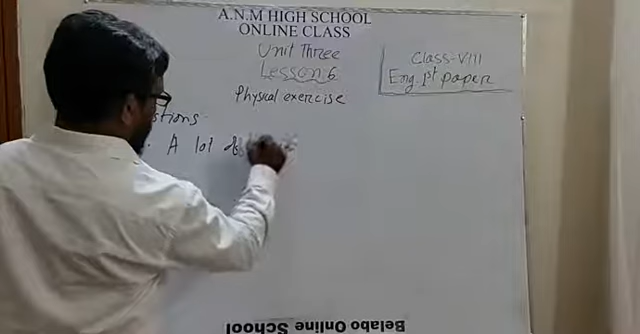 A.N.M HIGH SCHOOL
ONLINE CLASS
Unit Three
Lesson: 6
Class-VIII
Eng. 1st paper
Physical exercise
stions
A lot of
Belabo Online School